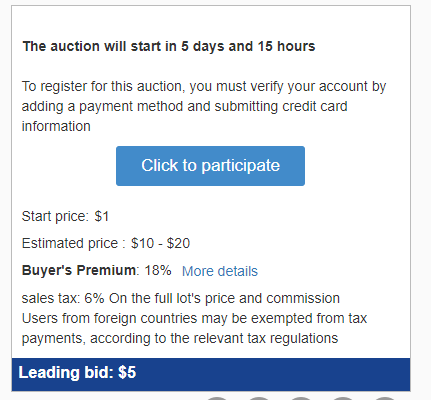 The auction will start in 5 days and 15 hours
To register for this auction, you must verify your account by
adding a payment method and submitting credit card
information
Click to participate
Start price: $1
Estimated price : $10 - $20
Buyer's Premium: 18% More details
sales tax: 6% On the full lot's price and commission
Users from foreign countries may be exempted from tax
payments, according to the relevant tax regulations
Leading bid: $5